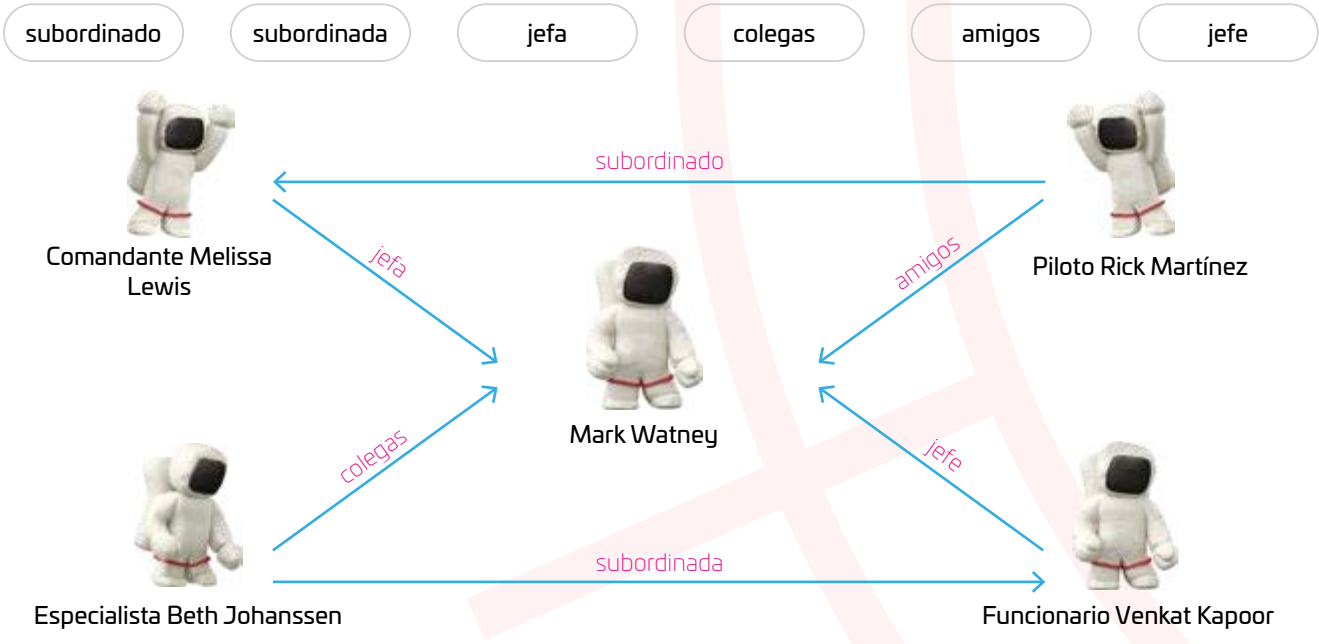 subordinado
subordinada
jefa
colegas
amigos
jefe
subordinado
Comandante Melissa
Lewis
jefa
amigos
Piloto Rick Martínez
Mark Watney
colegas
jefe
subordinada
Especialista Beth Johanssen
Funcionario Venkat Kapoor